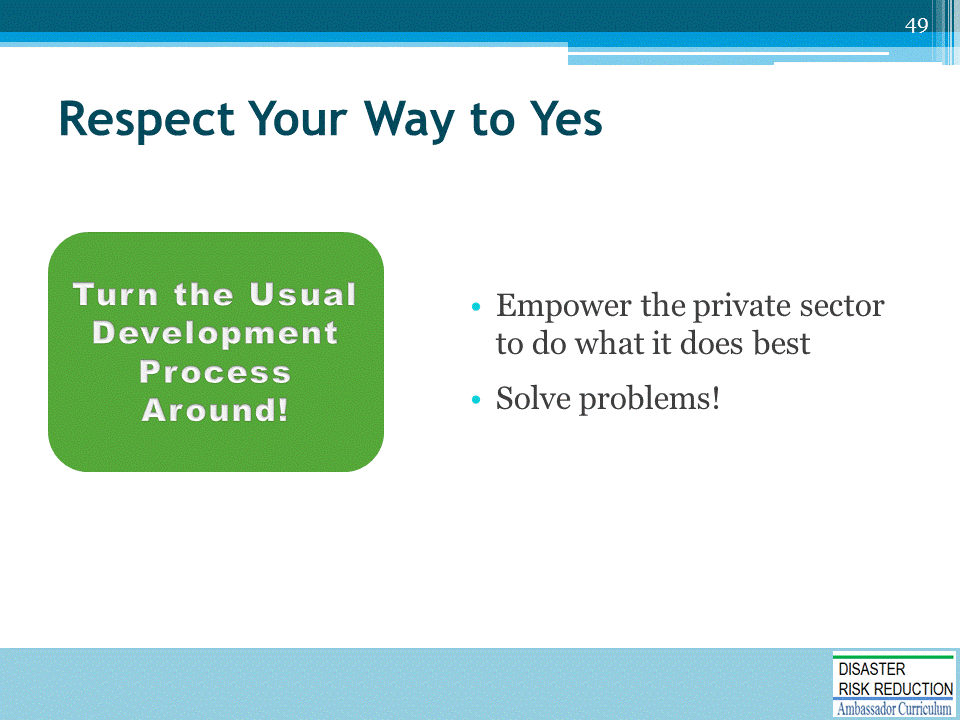 49
Respect Your Way to Yes
Turn the Usual
Development
Process
Around!
• Empower the private sector
to do what it does best
• Solve problems!
DISASTER
RISK REDUCTION
Ambassador Curriculum